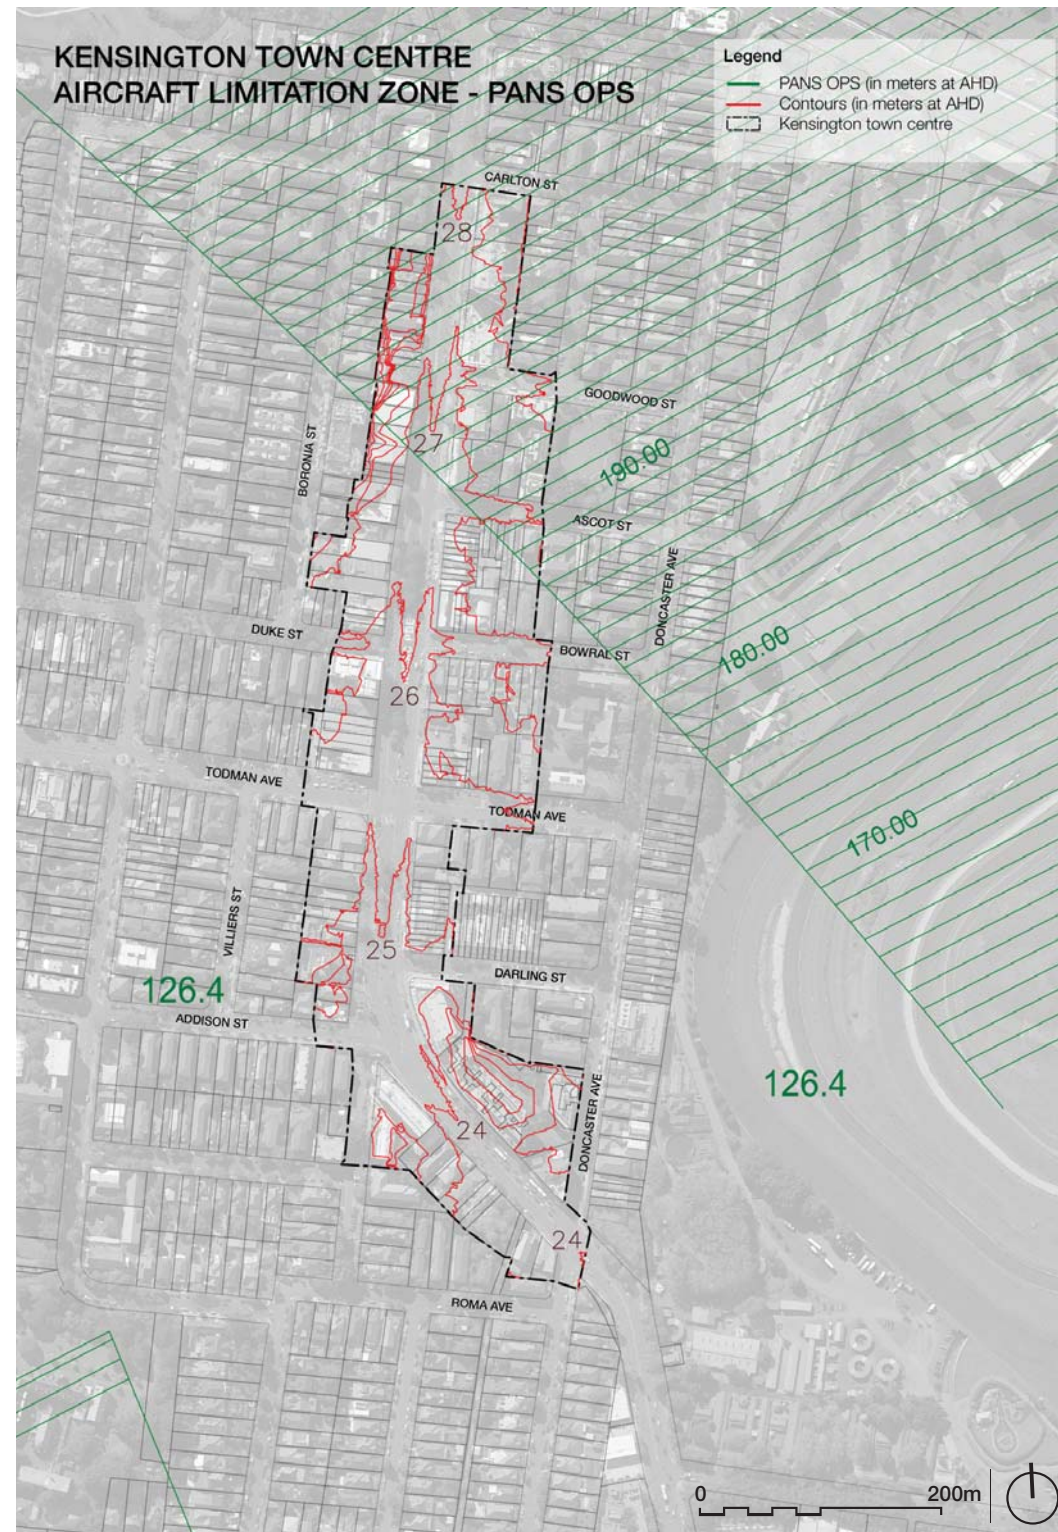 KENSINGTON TOWN CENTRE
AIRCRAFT LIMITATION ZONE - PANS OPS
Legend
PANS OPS (in meters at AHD)
Contours (in meters at AHD)
Kensington town centre
CARLTON ST
28
GOODWOOD ST
27
BORONIA ST
190.00
ASCOT ST
DONCASTER AVE
DUKE ST
BOWRAL ST
180.00
26
TODMAN AVE
TODMAN AVE
170.00
VILLIERS ST
25
DARLING ST
126.4
ADDISON ST
126.4
DONCASTER AVE
24
24
ROMA AVE
0 200m